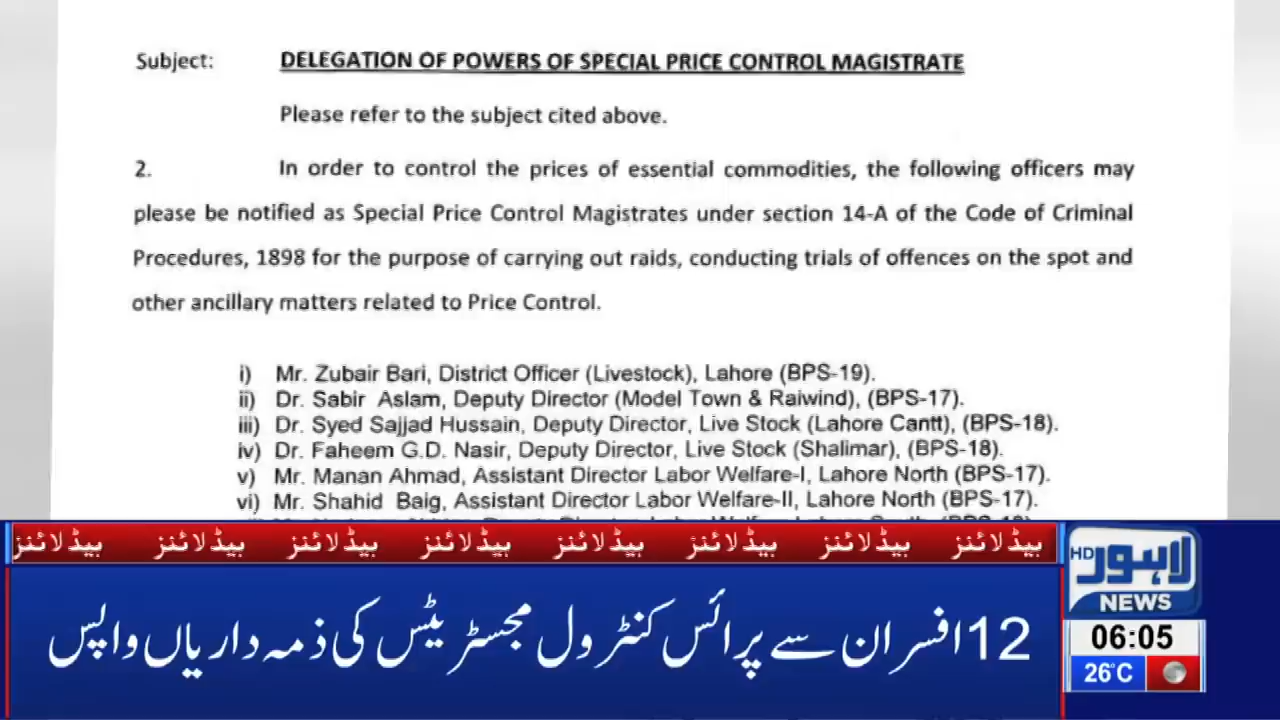 Subject: DELEGATION OF POWERS OF SPECIAL PRICE CONTROL MAGISTRATE
Please refer to the subject cited above.
2. In order to control the prices of essential commodities, the following officers may
please be notified as Special Price Control Magistrates under section 14-A of the Code of Criminal
Procedures, 1898 for the purpose of carrying out raids, conducting trials of offences on the spot and
other ancillary matters related to Price Control.
i) Mr. Zubair Bari, District Officer (Livestock), Lahore (BPS-19).
ii) Dr. Sabir Aslam, Deputy Director (Model Town & Raiwind), (BPS-17).
iii) Dr. Syed Sajjad Hussain, Deputy Director, Live Stock (Lahore Cantt), (BPS-18).
iv) Dr. Faheem G.D. Nasir, Deputy Director, Live Stock (Shalimar), (BPS-18).
v) Mr. Manan Ahmad, Assistant Director Labor Welfare-I, Lahore North (BPS-17).
vi) Mr. Shahid Baig, Assistant Director Labor Welfare-II, Lahore North (BPS-17).
ہیڈلائنز ہیڈلائنز ہیڈلائنز ہیڈلائنز ہیڈلائنز ہیڈلائنز ہیڈلائنز ہیڈلائنز
12 افسران سے پرائس کنٹرول مجسٹریٹس کی ذمہ داریاں واپس
لاہور HD
NEWS
06:05
26°C